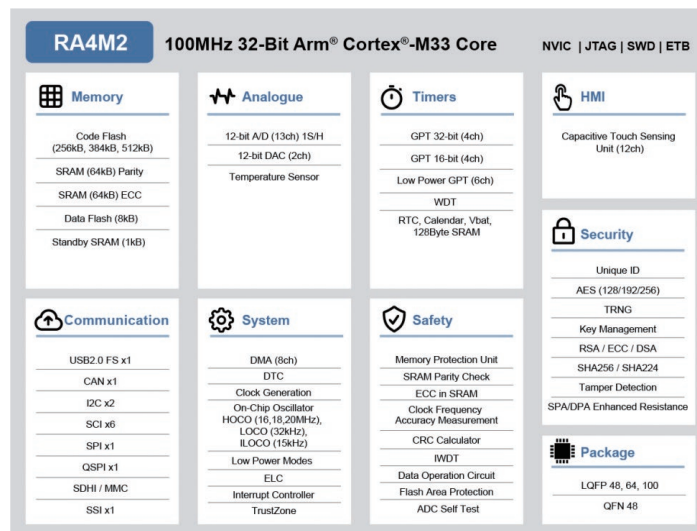 RA4M2
100MHz 32-Bit Arm® Cortex®-M33 Core
NVIC | JTAG | SWD | ETB
Memory
Code Flash
(256kB, 384kB, 512kB)
SRAM (64kB) Parity
SRAM (64kB) ECC
Data Flash (8kB)
Standby SRAM (1kB)
Analogue
12-bit A/D (13ch) 1S/H
12-bit DAC (2ch)
Temperature Sensor
Timers
GPT 32-bit (4ch)
GPT 16-bit (4ch)
Low Power GPT (6ch)
WDT
RTC, Calendar, Vbat,
128Byte SRAM
HMI
Capacitive Touch Sensing
Unit (12ch)
Security
Unique ID
AES (128/192/256)
TRNG
Key Management
RSA / ECC / DSA
SHA256 / SHA224
Tamper Detection
SPA/DPA Enhanced Resistance
Communication
USB2.0 FS x1
CAN x1
I2C x2
SCI x6
SPI x1
QSPI x1
SDHI / MMC
SSI x1
System
DMA (8ch)
DTC
Clock Generation
On-Chip Oscillator
HOCO (16,18,20MHz),
LOCO (32kHz),
ILOCO (15kHz)
Low Power Modes
ELC
Interrupt Controller
TrustZone
Safety
Memory Protection Unit
SRAM Parity Check
ECC in SRAM
Clock Frequency
Accuracy Measurement
CRC Calculator
IWDT
Data Operation Circuit
Flash Area Protection
ADC Self Test
Package
LQFP 48, 64, 100
QFN 48